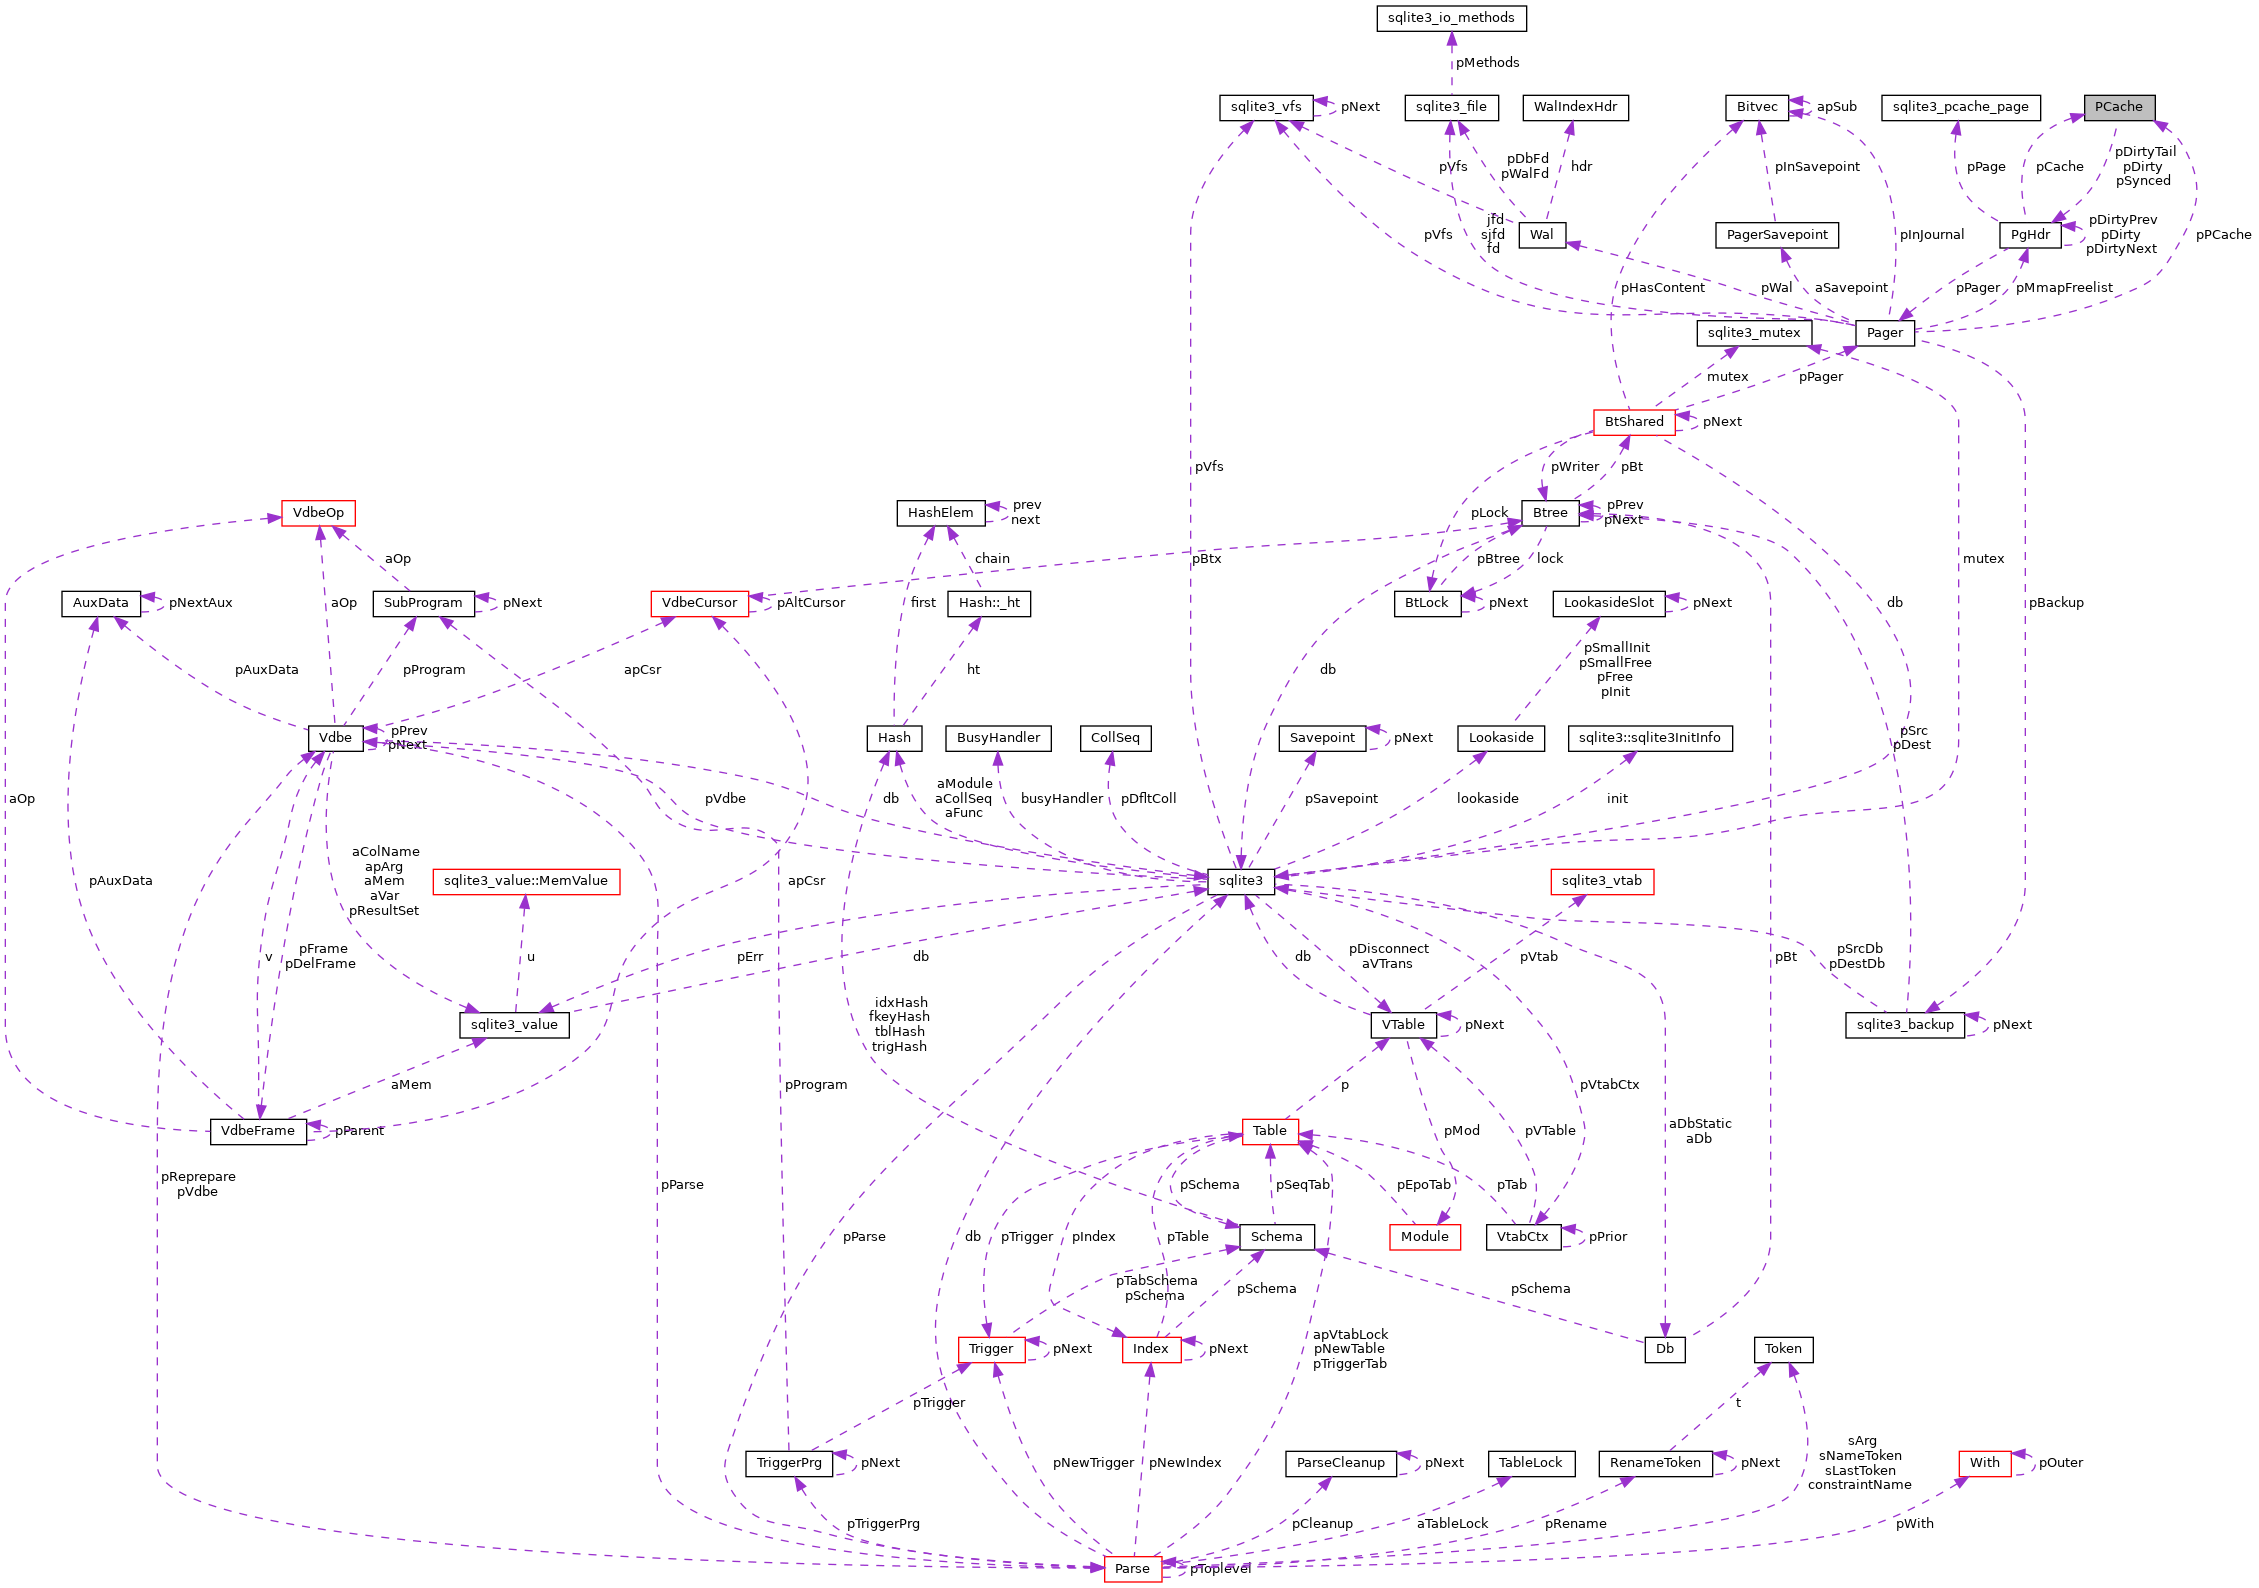 sqlite3_io_methods
pMethods
sqlite3_vfs
pNext
sqlite3_file
WalIndexHdr
Bitvec
apSub
sqlite3_pcache_page
PCache
pVfs
pDbFd
pWalFd
hdr
pInSavepoint
pPage
pCache
pDirtyTail
pDirty
pSynced
pVfs
jfd
sjfd
fd
Wal
PagerSavepoint
pInJournal
PgHdr
pDirtyPrev
pDirty
pDirtyNext
pPCache
pHasContent
pWal
aSavepoint
pPager
pMmapFreelist
sqlite3_mutex
Pager
mutex
pPager
BtShared
pNext
pVfs
pWriter
pBt
VdbeOp
HashElem
prev
next
pLock
Btree
pPrev
pNext
aOp
chain
pBtx
pBtree
lock
mutex
AuxData
pNextAux
aOp
SubProgram
pNext
VdbeCursor
pAltCursor
first
Hash::_ht
BtLock
pNext
LookasideSlot
pNext
db
pBackup
pAuxData
pProgram
apCsr
ht
db
pSmallInit
pSmallFree
pFree
pInit
Vdbe
pPrev
pNext
Hash
BusyHandler
CollSeq
Savepoint
pNext
Lookaside
sqlite3::sqlite3InitInfo
pSrc
pDest
aOp
pVdbe
db
aModule
aCollSeq
aFunc
busyHandler
pDfltColl
pSavepoint
lookaside
init
pAuxData
aColName
apArg
aMem
aVar
pResultSet
sqlite3_value::MemValue
apCsr
sqlite3
sqlite3_vtab
v
pFrame
pDelFrame
u
pErr
db
db
pDisconnect
aVTrans
pVtab
pBt
pSrcDb
pDestDb
sqlite3_value
idxHash
fkeyHash
tblHash
trigHash
VTable
pNext
sqlite3_backup
pNext
aMem
pProgram
p
pVtabCtx
VdbeFrame
pParent
Table
pMod
pVTable
aDbStatic
aDb
pReprepare
pVdbe
pParse
pSchema
pSeqTab
pEpoTab
pTab
pParse
db
pTrigger
pIndex
pTable
Schema
Module
VtabCtx
pPrior
pTabSchema
pSchema
pSchema
pSchema
Trigger
pNext
Index
pNext
apVtabLock
pNewTable
pTriggerTab
Db
Token
pTrigger
t
TriggerPrg
pNext
pNewTrigger
pNewIndex
ParseCleanup
pNext
TableLock
RenameToken
pNext
sArg
sNameToken
sLastToken
constraintName
With
pOuter
pTriggerPrg
pCleanup
aTableLock
pRename
pWith
Parse
pToplevel